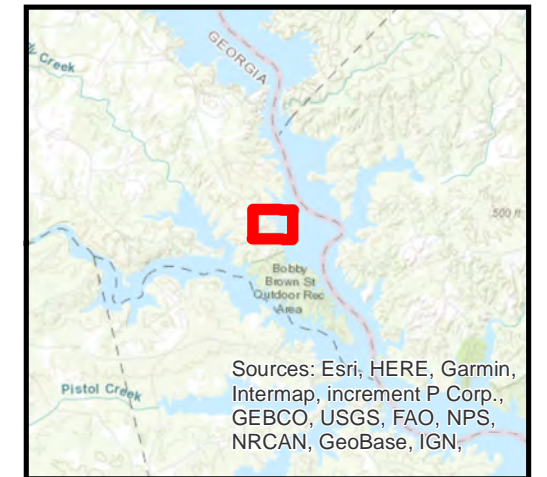 GEORGIA
Creek
500 ft
Bobby
Brown St
Outdoor Rec
Area
Pistol Creek
Sources: Esri, HERE, Garmin,
Intermap, increment P Corp.,
GEBCO, USGS, FAO, NPS,
NRCAN, GeoBase, IGN,